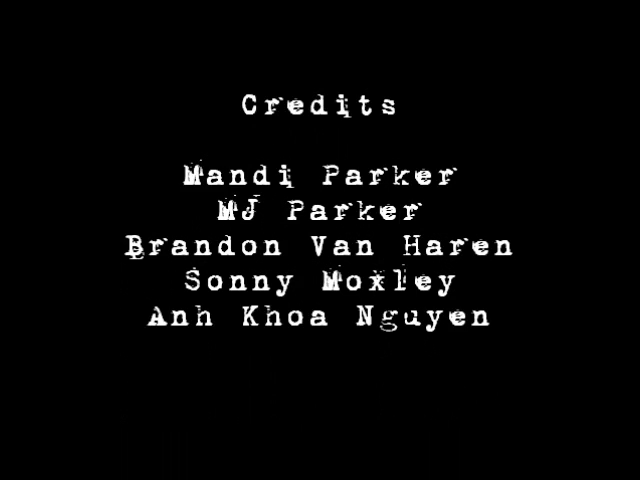 Credits
Mandi Parker
MJ Parker
Brandon Van Haren
Sonny Moxley
Anh Khoa Nguyen